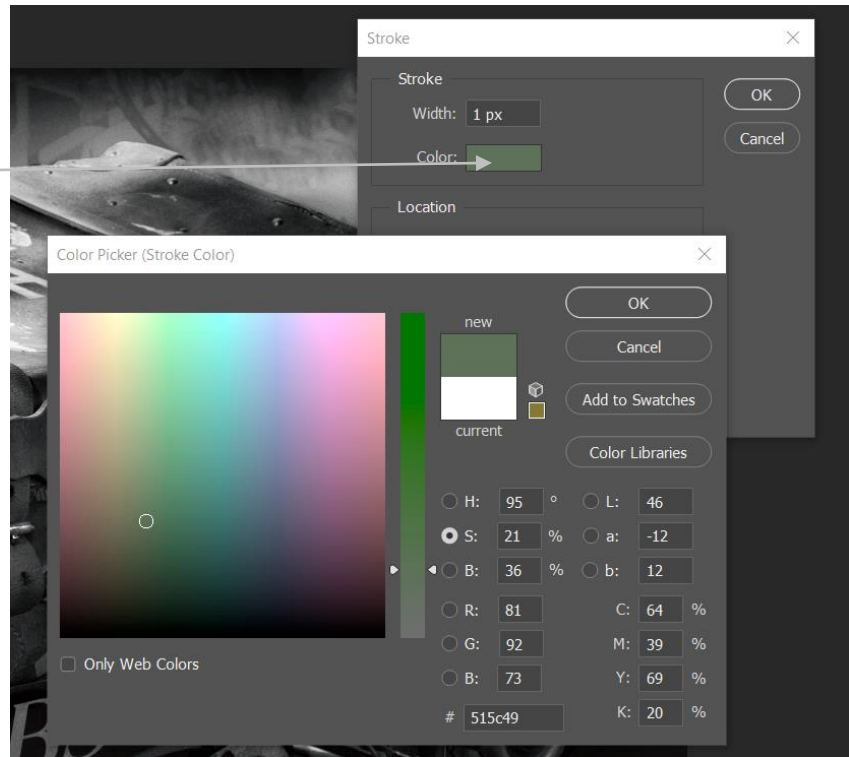 Stroke
Stroke
Width: 1 px
OK
Color:
Cancel
Location
Color Picker (Stroke Color)
new
current
OK
Cancel
Add to Swatches
Color Libraries
H: 95 ° L: 46
S: 21 % a: -12
B: 36 % b: 12
R: 81 C: 64 %
G: 92 M: 39 %
B: 73 Y: 69 %
# 515c49 K: 20 %
Only Web Colors